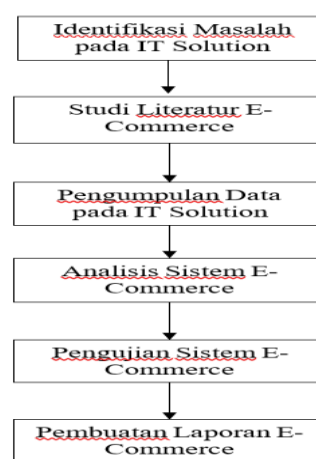 Identifikasi Masalah
pada IT Solution
Studi Literatur E-
Commerce
Pengumpulan Data
pada IT Solution
Analisis Sistem E-
Commerce
Pengujian Sistem E-
Commerce
Pembuatan Laporan E-
Commerce